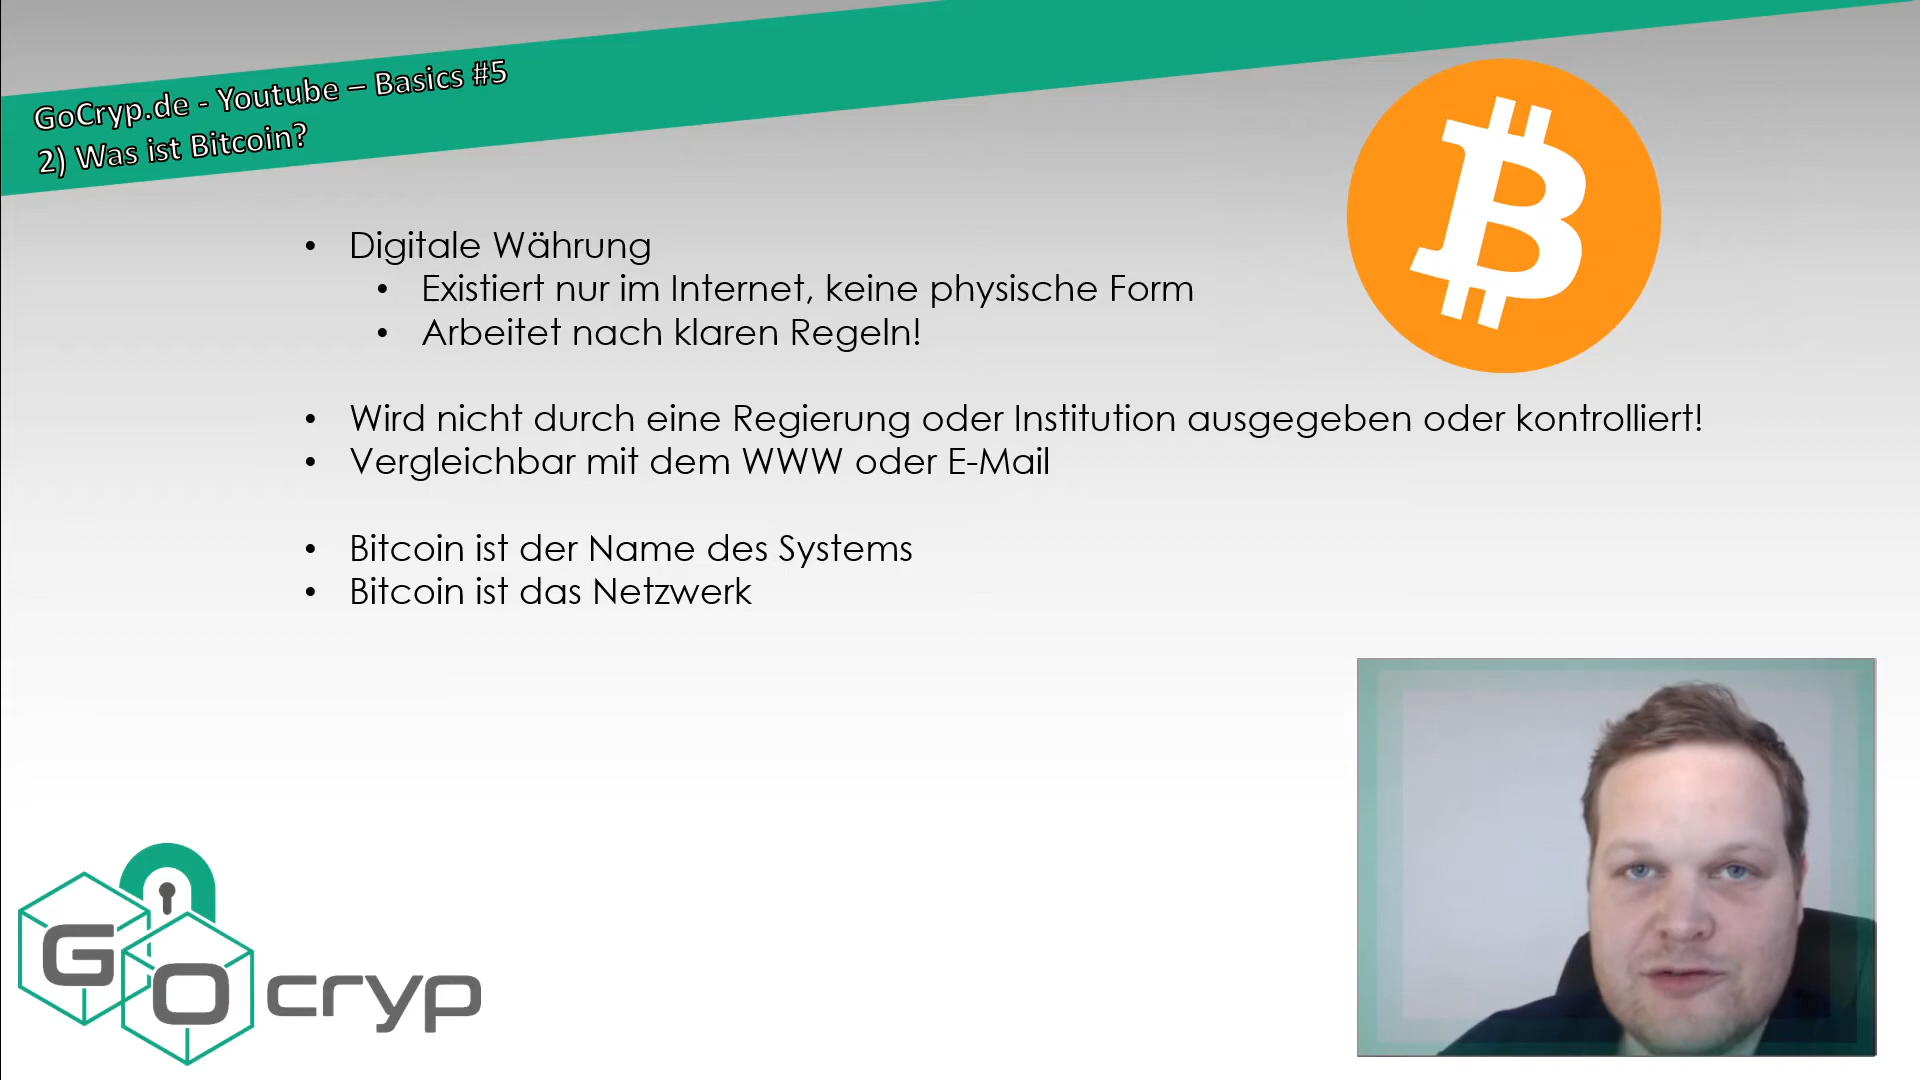 GoCryp.de - Youtube – Basics #5
2) Was ist Bitcoin?
• Digitale Währung
• Existiert nur im Internet, keine physische Form
• Arbeitet nach klaren Regeln!
• Wird nicht durch eine Regierung oder Institution ausgegeben oder kontrolliert!
• Vergleichbar mit dem WWW oder E-Mail
• Bitcoin ist der Name des Systems
• Bitcoin ist das Netzwerk
GO cryp